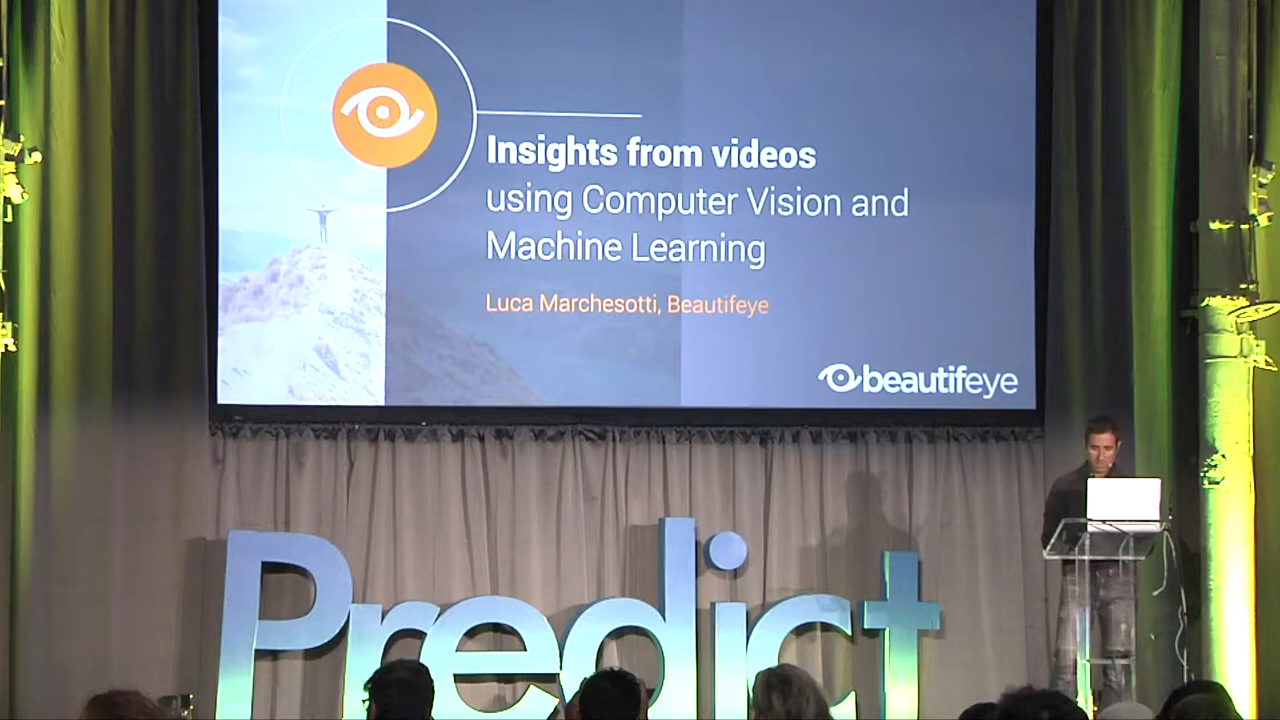 Insights from videos
using Computer Vision and
Machine Learning
Luca Marchesotti, Beautifeye
beautifeye
Predict